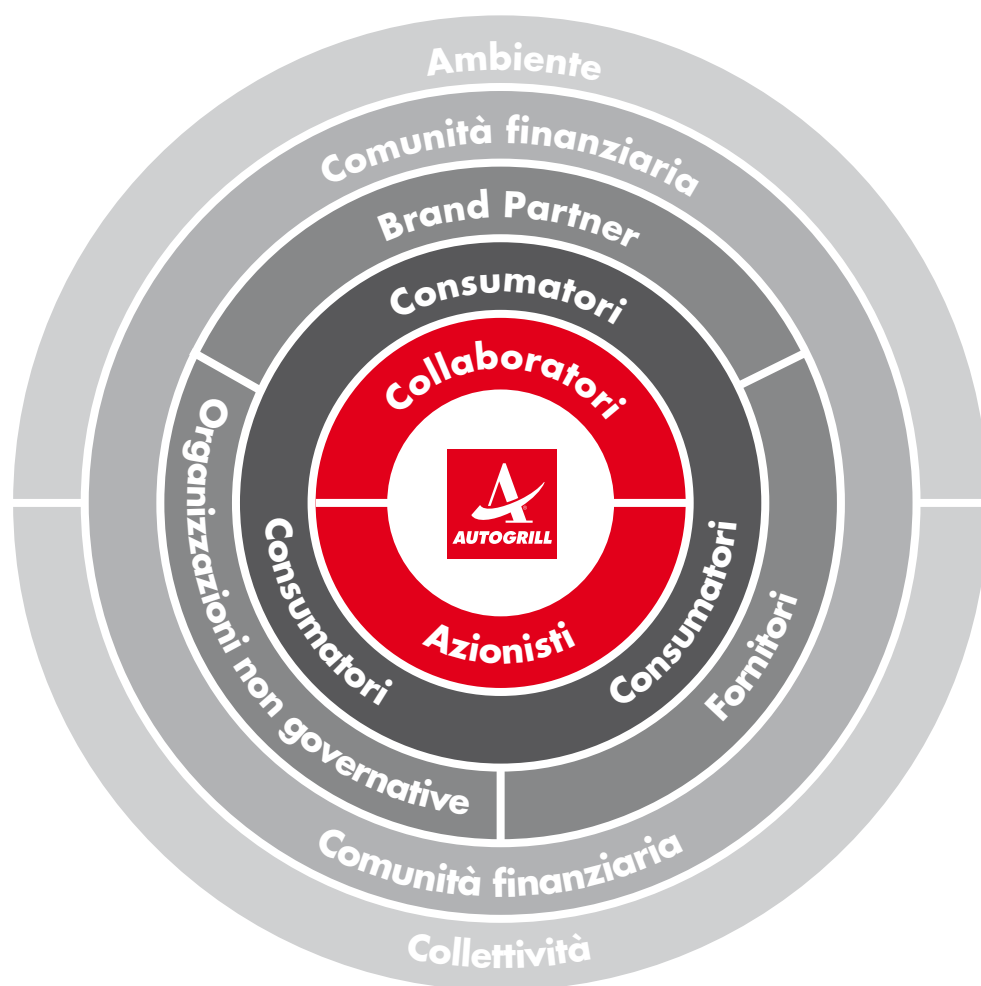 Ambiente
Comunità finanziaria
Brand Partner
Consumatori
Collaboratori
AUTOGRILL
Azionisti
Consumatori
Consumatori
Organizzazioni non governative
Fornitori
Comunità finanziaria
Collettività